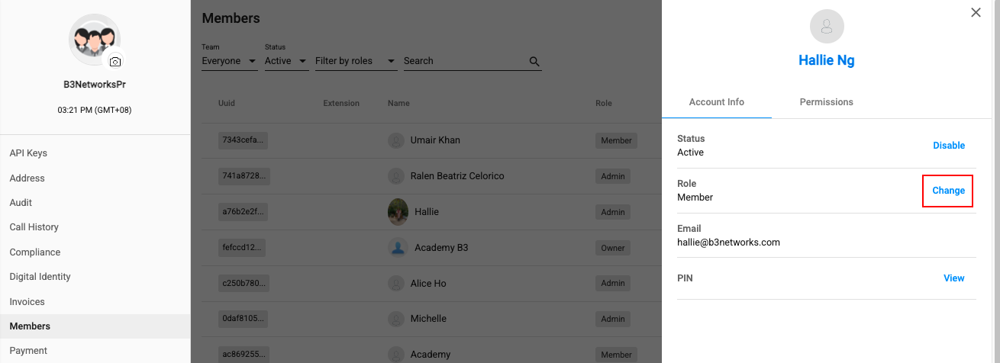 B3NetworksPr
03:21 PM (GMT+08)
API Keys
Address
Audit
Call History
Compliance
Digital Identity
Invoices
Members
Payment
Members
Team
Everyone
Status
Active
Filter by roles
Search
Uuid Extension Name Role
7343cefa... Umair Khan Member
741a8728... Ralen Beatriz Celorico Admin
a76b2e2f... Hallie Admin
fefccd12... Academy B3 Owner
c250b780... Alice Ho Admin
0daf8105... Michelle Admin
ac869255... Academy Member
Hallie Ng
Account Info Permissions
Status
Active
Disable
Role
Member
Change
Email
hallie@b3networks.com
PIN View